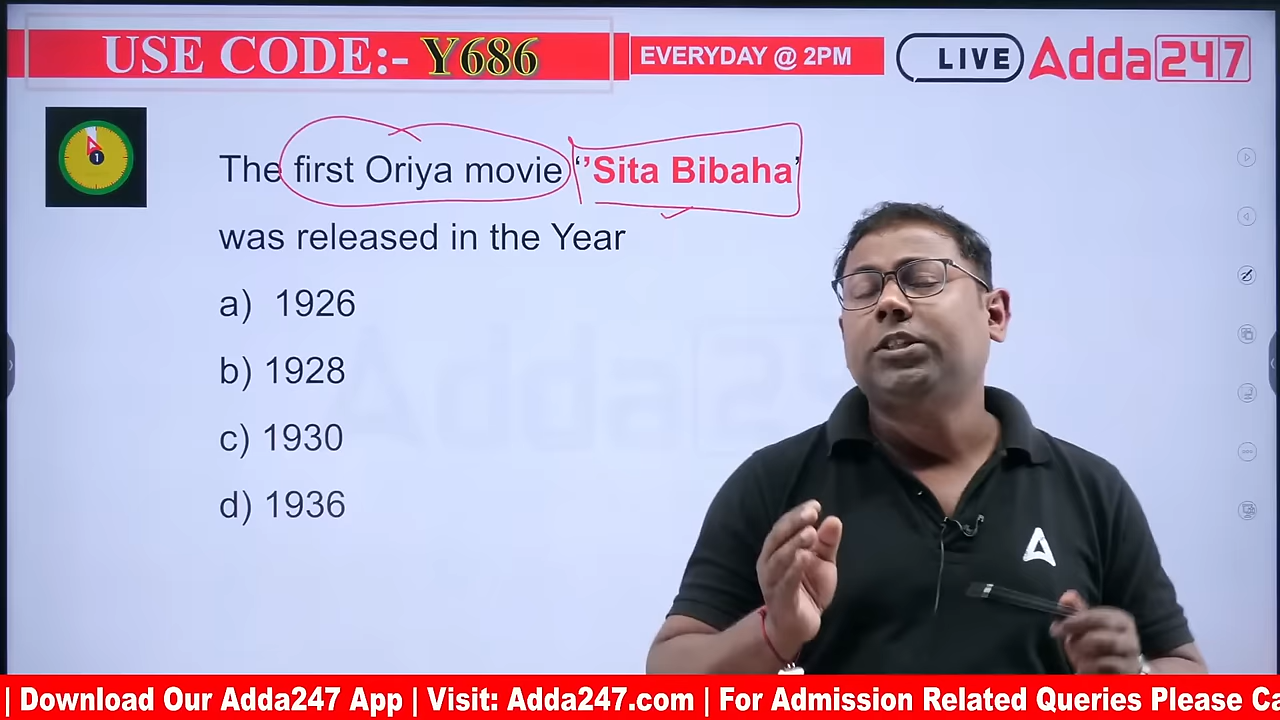 USE CODE:- Y686
EVERYDAY @ 2PM
LIVE
Adda247
1
The first Oriya movie ‘’Sita Bibaha’
was released in the Year
a) 1926
b) 1928
c) 1930
d) 1936
| Download Our Adda247 App | Visit: Adda247.com | For Admission Related Queries Please Ca